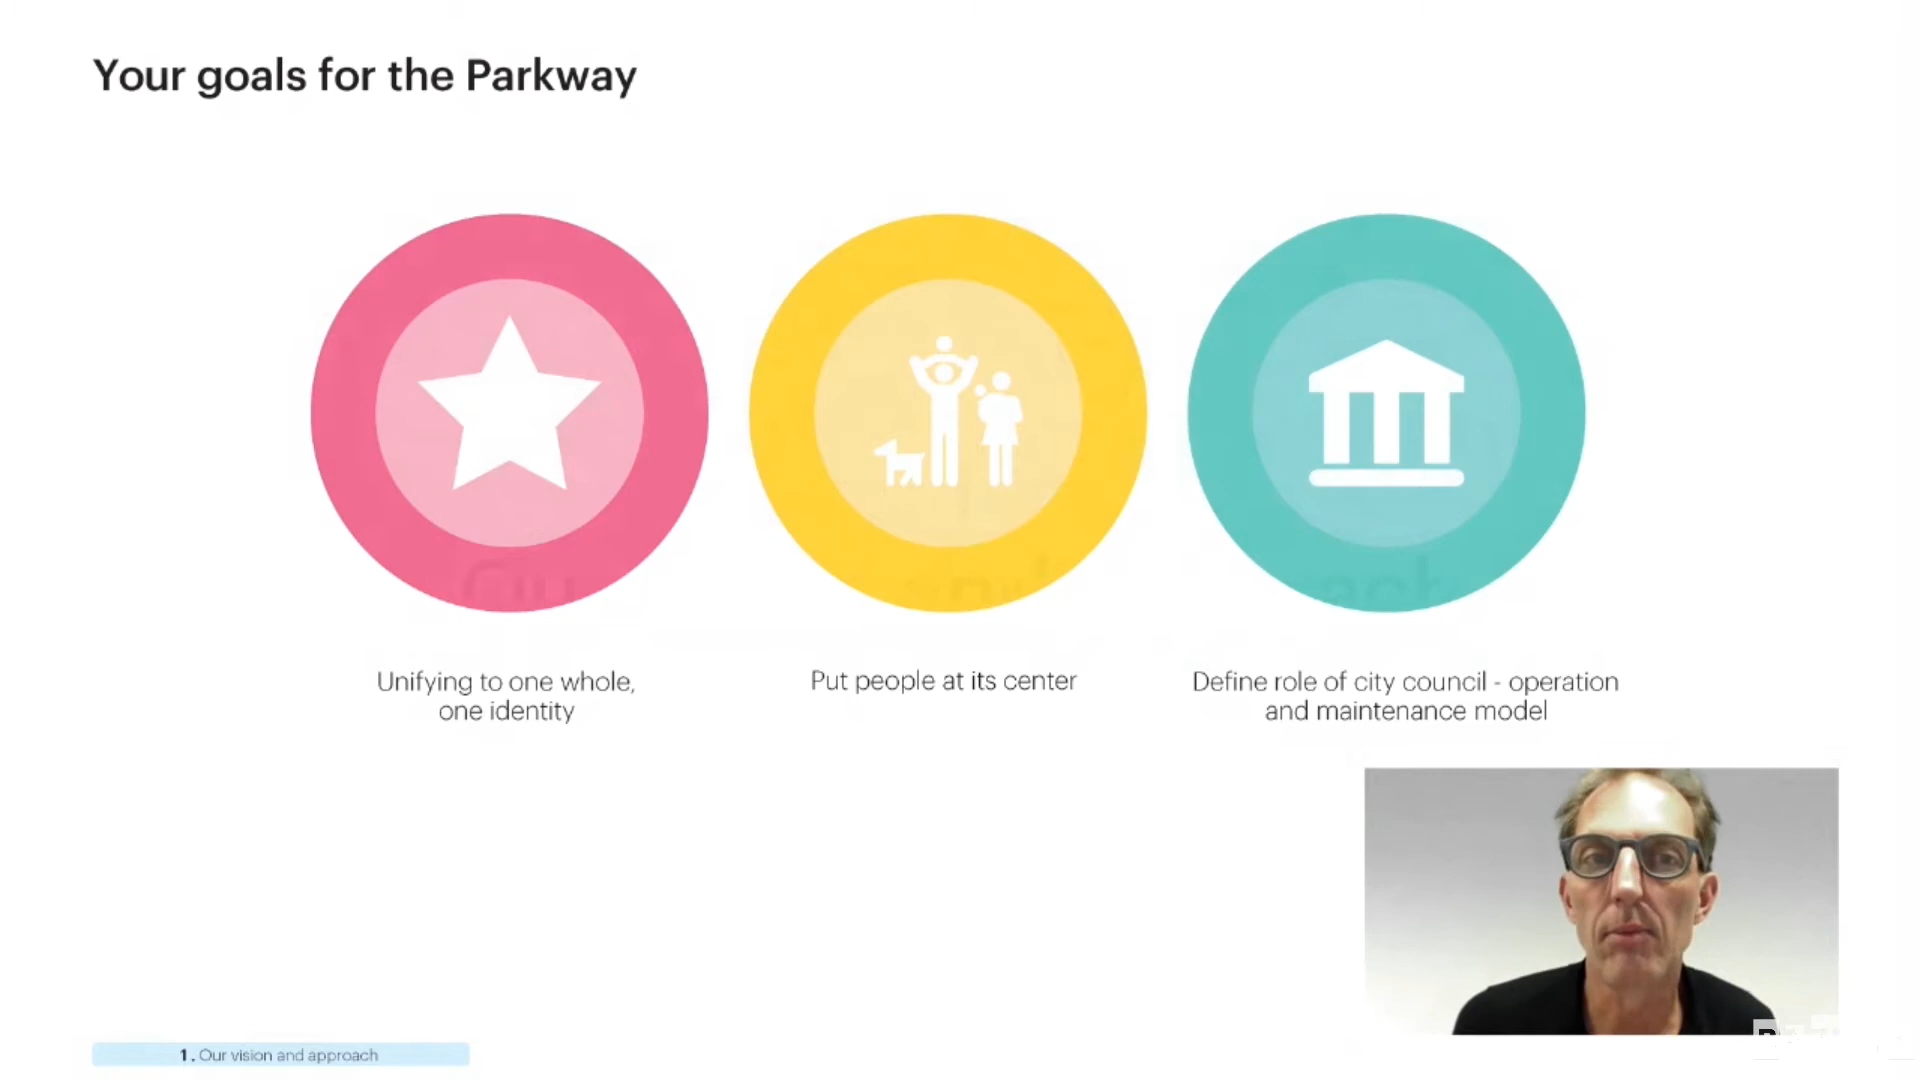 Your goals for the Parkway
Unifying to one whole,
one identity
Put people at its center
Define role of city council - operation
and maintenance model
1. Our vision and approach